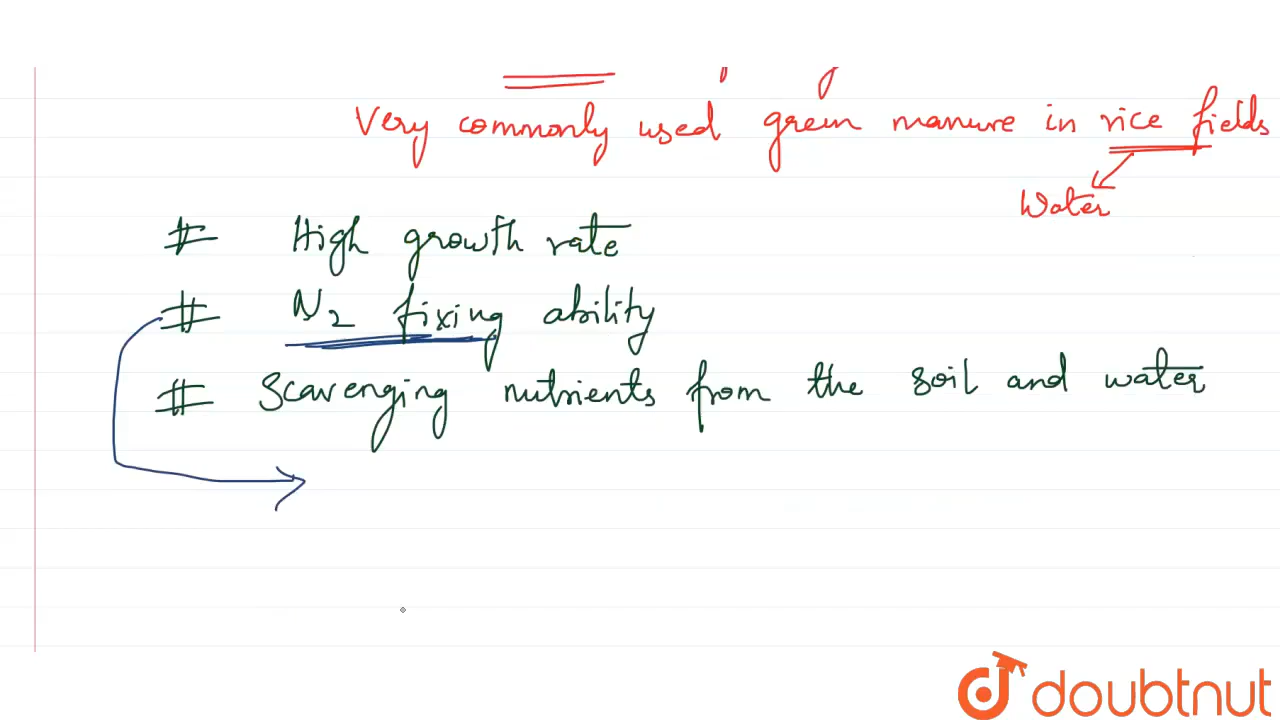 Very commonly used green manure in rice fields
Water
# High growth rate
# N2 fixing ability
# Scavenging nutrients from the soil and water
doubtnut